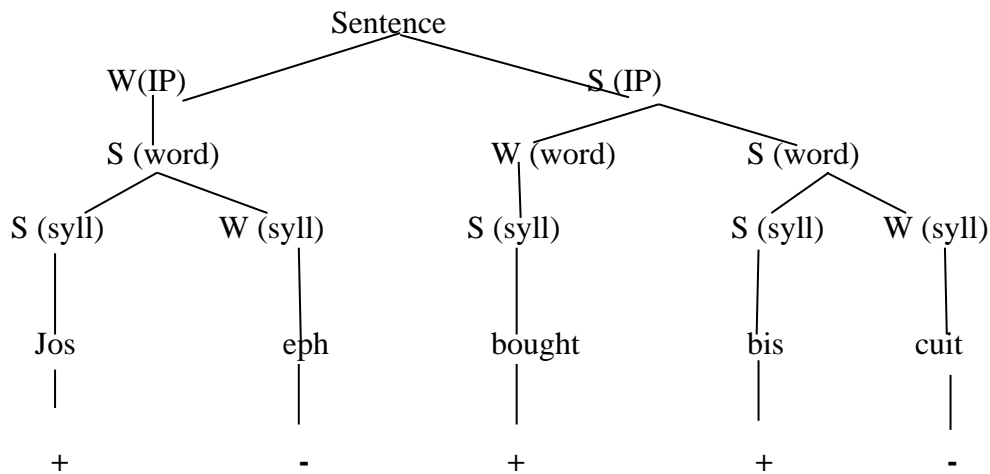 Sentence
W(IP) S (IP)
S (word) W (word) S (word)
S (syll) W (syll) S (syll) S (syll) W (syll)
Jos eph bought bis cuit
+ - + + -